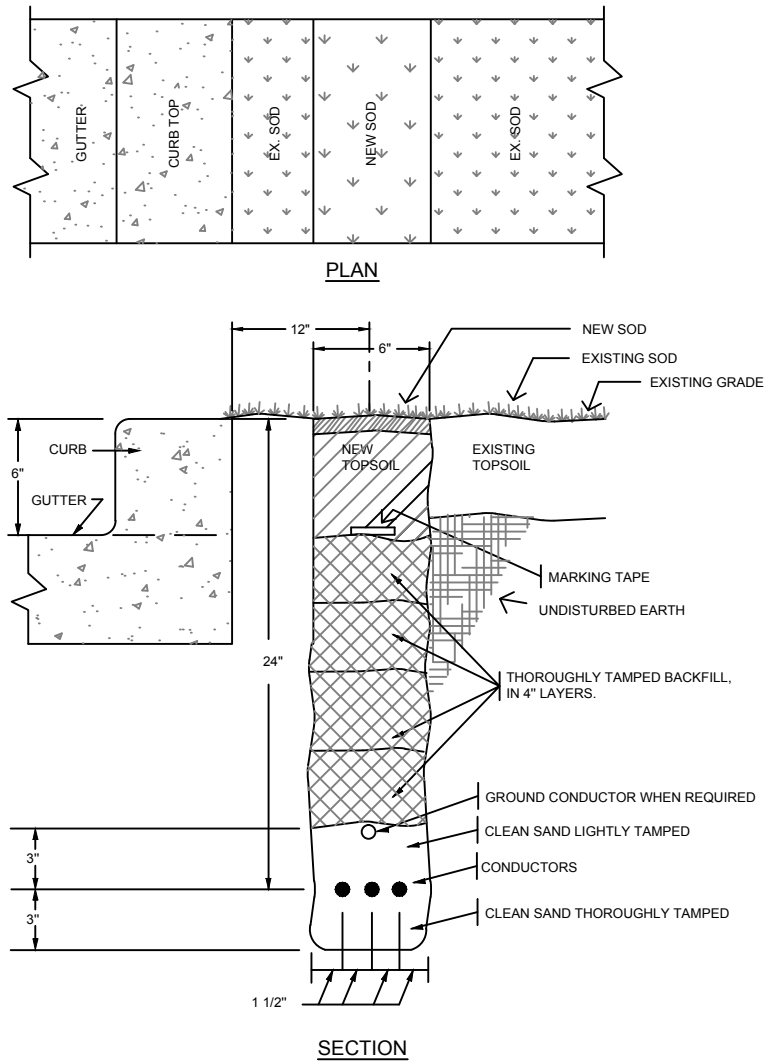 GUTTER
CURB TOP
EX. SOD
NEW SOD
EX. SOD
PLAN
12"
6"
NEW SOD
EXISTING SOD
EXISTING GRADE
CURB
6"
GUTTER
NEW
TOPSOIL
EXISTING
TOPSOIL
MARKING TAPE
UNDISTURBED EARTH
24"
THOROUGHLY TAMPED BACKFILL,
IN 4" LAYERS.
GROUND CONDUCTOR WHEN REQUIRED
CLEAN SAND LIGHTLY TAMPED
3"
CONDUCTORS
3"
CLEAN SAND THOROUGHLY TAMPED
1 1/2"
SECTION